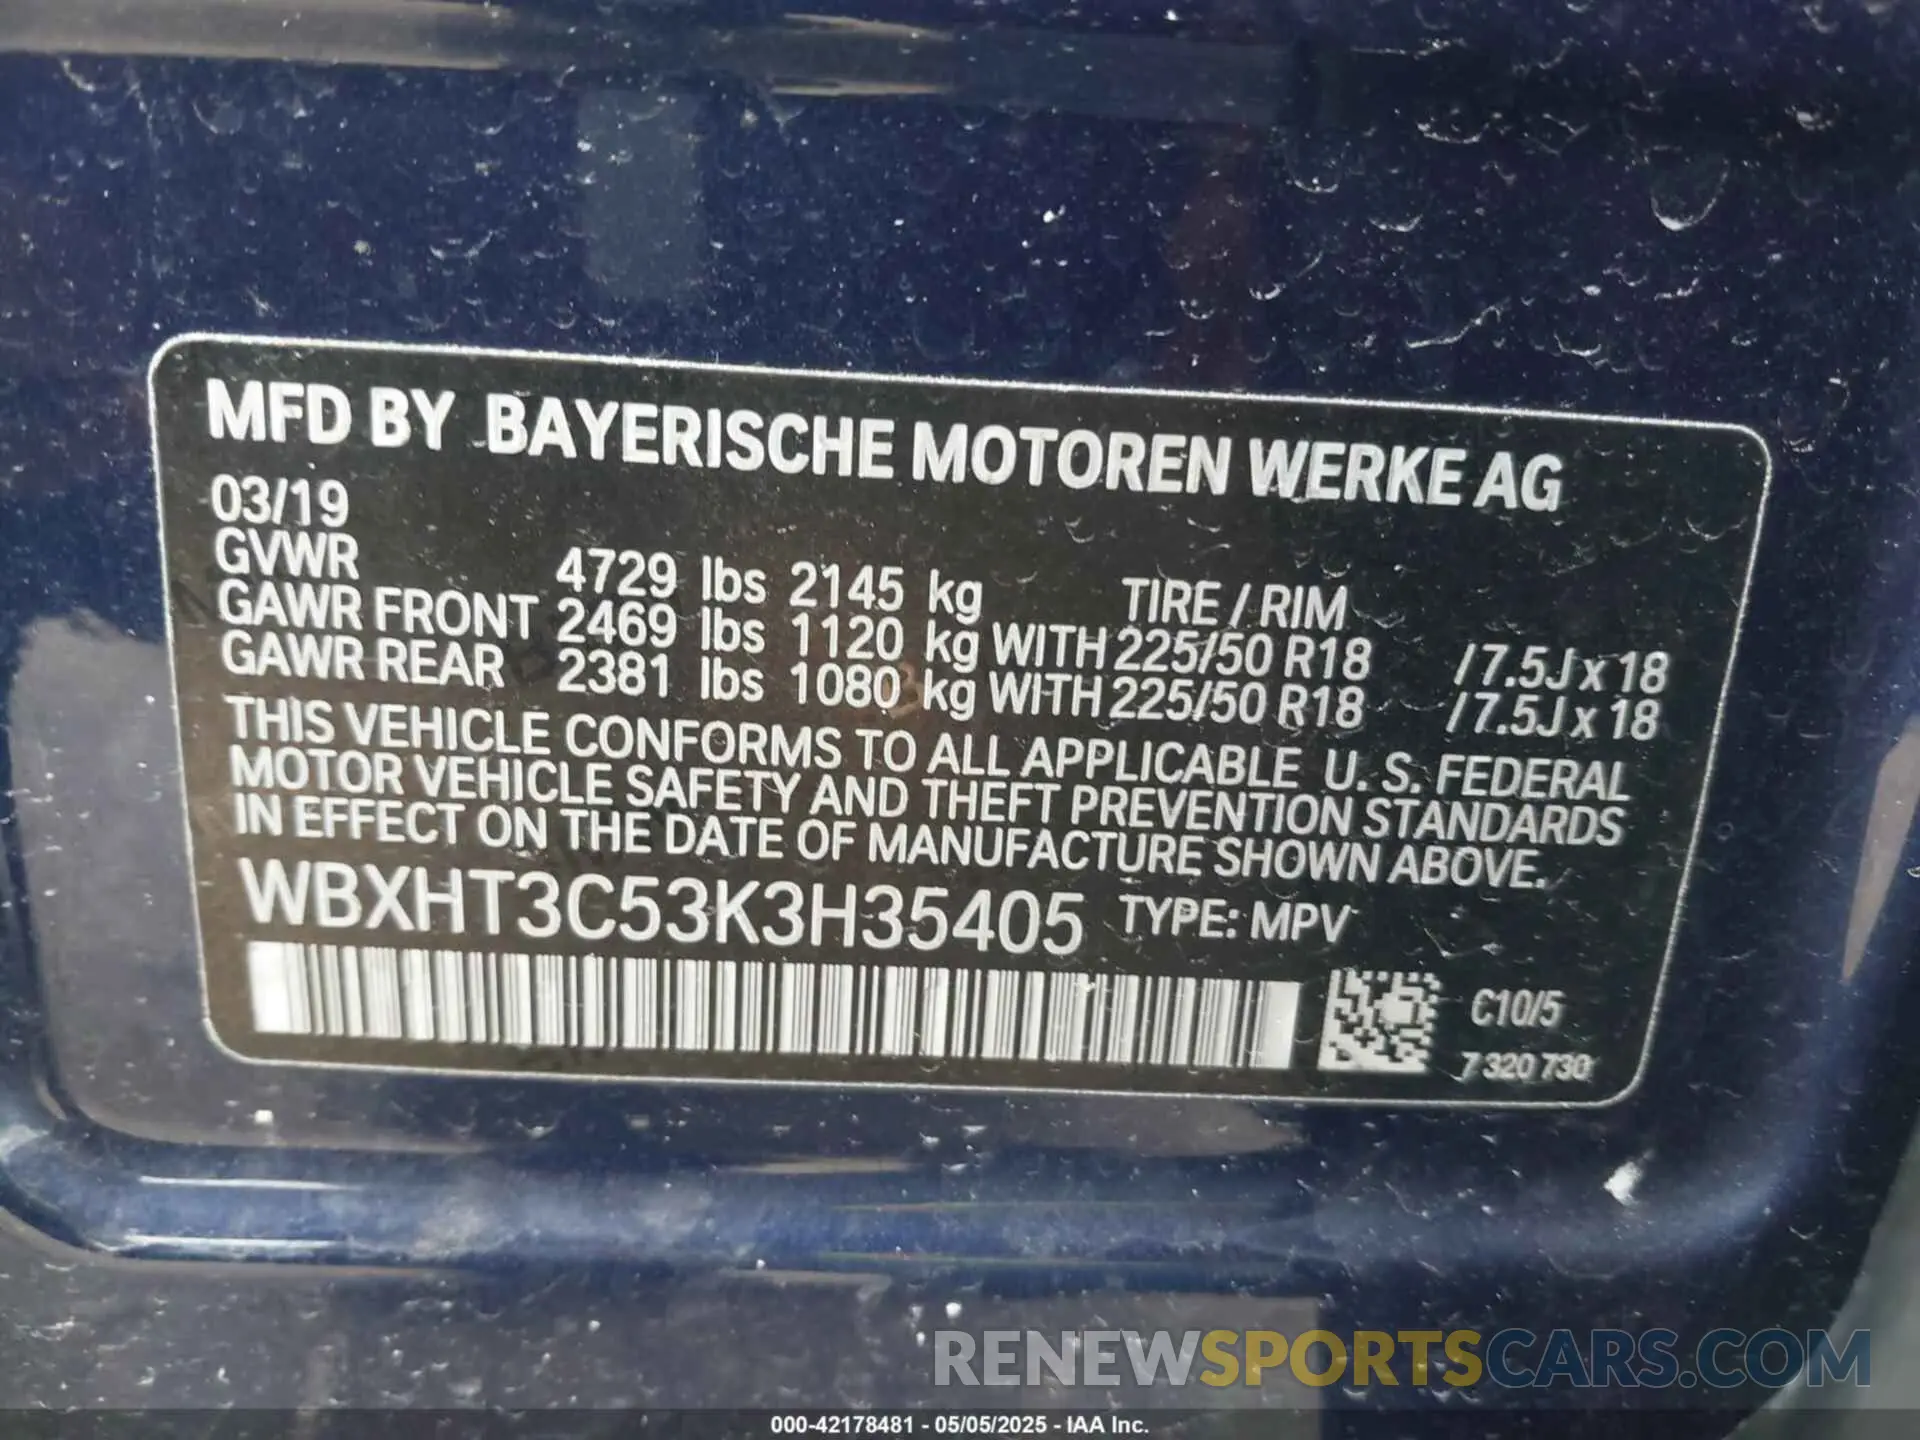 MFD BY BAYERISCHE MOTOREN WERKE AG
03/19
GVWR 4729 lbs 2145 kg TIRE / RIM
GAWR FRONT 2469 lbs 1120 kg WITH 225/50 R18 / 7.5J x 18
GAWR REAR 2381 lbs 1080 kg WITH 225/50 R18 / 7.5J x 18
THIS VEHICLE CONFORMS TO ALL APPLICABLE U. S. FEDERAL
MOTOR VEHICLE SAFETY AND THEFT PREVENTION STANDARDS
IN EFFECT ON THE DATE OF MANUFACTURE SHOWN ABOVE.
WBXHT3C53K3H35405 TYPE: MPV
C10/5
7 320 730
RENEWSPORTSCARS.COM
000-42178481 - 05/05/2025 - IAA Inc.